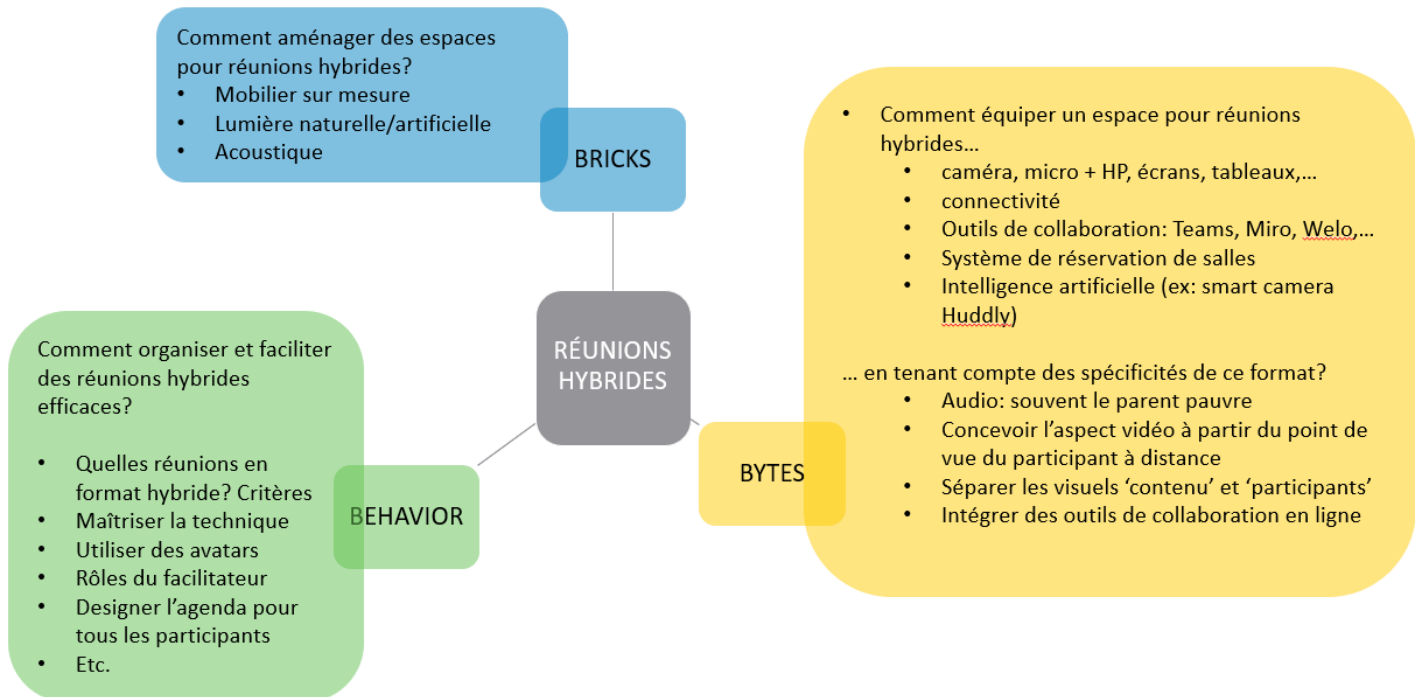 Comment aménager des espaces
pour réunions hybrides?
• Mobilier sur mesure
• Lumière naturelle/artificielle
• Acoustique
BRICKS
• Comment équiper un espace pour réunions
hybrides…
• caméra, micro + HP, écrans, tableaux,…
• connectivité
• Outils de collaboration: Teams, Miro, Welo,…
• Système de réservation de salles
• Intelligence artificielle (ex: smart camera
Huddly)
… en tenant compte des spécificités de ce format?
• Audio: souvent le parent pauvre
• Concevoir l’aspect vidéo à partir du point de
vue du participant à distance
• Séparer les visuels ‘contenu’ et ‘participants’
• Intégrer des outils de collaboration en ligne
BYTES
RÉUNIONS
HYBRIDES
Comment organiser et faciliter
des réunions hybrides
efficaces?
• Quelles réunions en
format hybride? Critères
• Maîtriser la technique
• Utiliser des avatars
• Rôles du facilitateur
• Designer l’agenda pour
tous les participants
• Etc.
BEHAVIOR